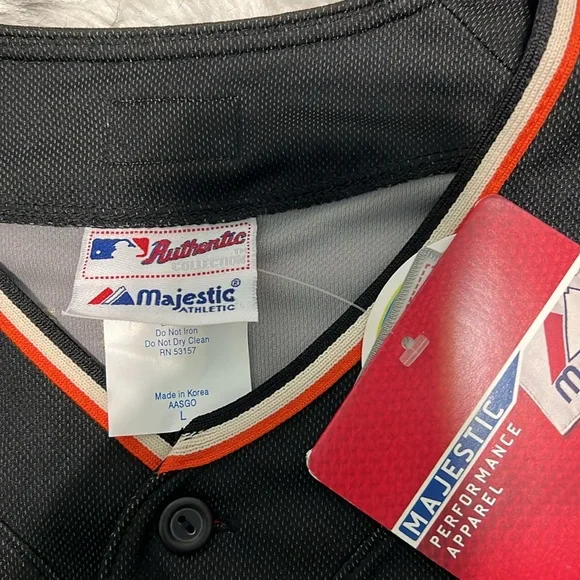 Authentic
COLLECTION
Majestic®
ATHLETIC
Do Not Iron
Do Not Dry Clean
RN 53157
Made in Korea
AASGO
L
MAJESTIC
PERFORMANCE
APPAREL